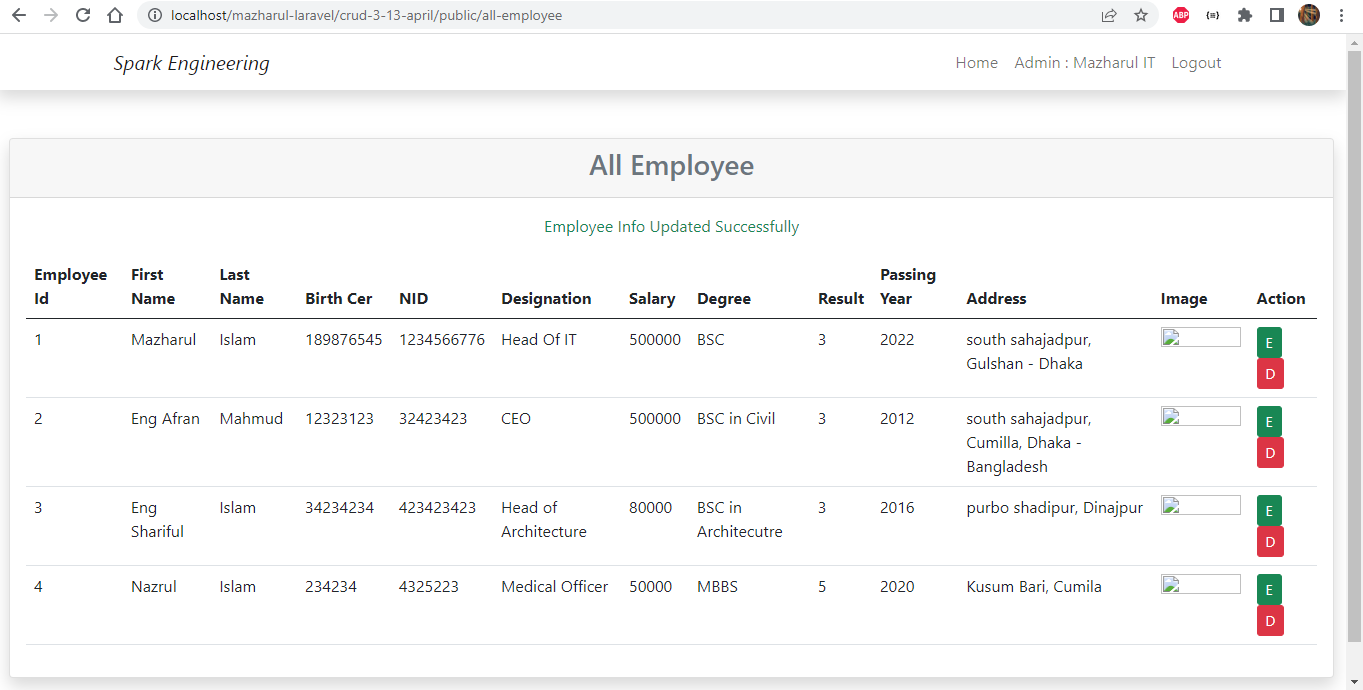 localhost/mazharul-laravel/crud-3-13-april/public/all-employee
ABP
Spark Engineering
Home Admin : Mazharul IT Logout
All Employee
Employee Info Updated Successfully
Employee Id First Name Last Name Birth Cer NID Designation Salary Degree Result Passing Year Address Image Action
1 Mazharul Islam 189876545 1234566776 Head Of IT 500000 BSC 3 2022 south sahajadpur, E
Gulshan - Dhaka D
2 Eng Afran Mahmud 12323123 32423423 CEO 500000 BSC in Civil 3 2012 south sahajadpur, E
Cumilla, Dhaka - D
Bangladesh
3 Eng Islam 34234234 423423423 Head of 80000 BSC in 3 2016 purbo shadipur, Dinajpur E
Shariful Architecture Architecutre D
4 Nazrul Islam 234234 4325223 Medical Officer 50000 MBBS 5 2020 Kusum Bari, Cumila E
D